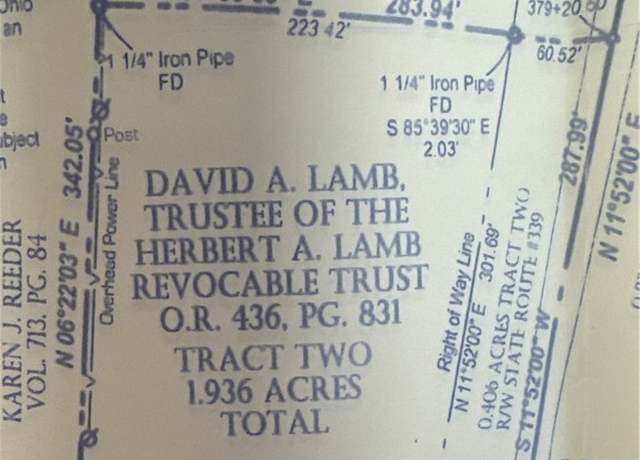 Ohio
an
283.94'
223.42'
379+20
60.52'
1 1/4" Iron Pipe
FD
1 1/4" Iron Pipe
FD
S 85°39'30" E
2.03'
Post
DAVID A. LAMB,
TRUSTEE OF THE
HERBERT A. LAMB
REVOCABLE TRUST
O.R. 436, PG. 831
TRACT TWO
1.936 ACRES
TOTAL
KAREN J. REEDER
VOL. 713, PG. 84
N 06°22'03" E 342.05'
Overhead Power Line
Right of Way Line
N 11°52'00" E 301.69'
0.406 ACRES TRACT TWO
R/W STATE ROUTE #339
S 11°52'00" W 287.99'
N 11°52'00" E